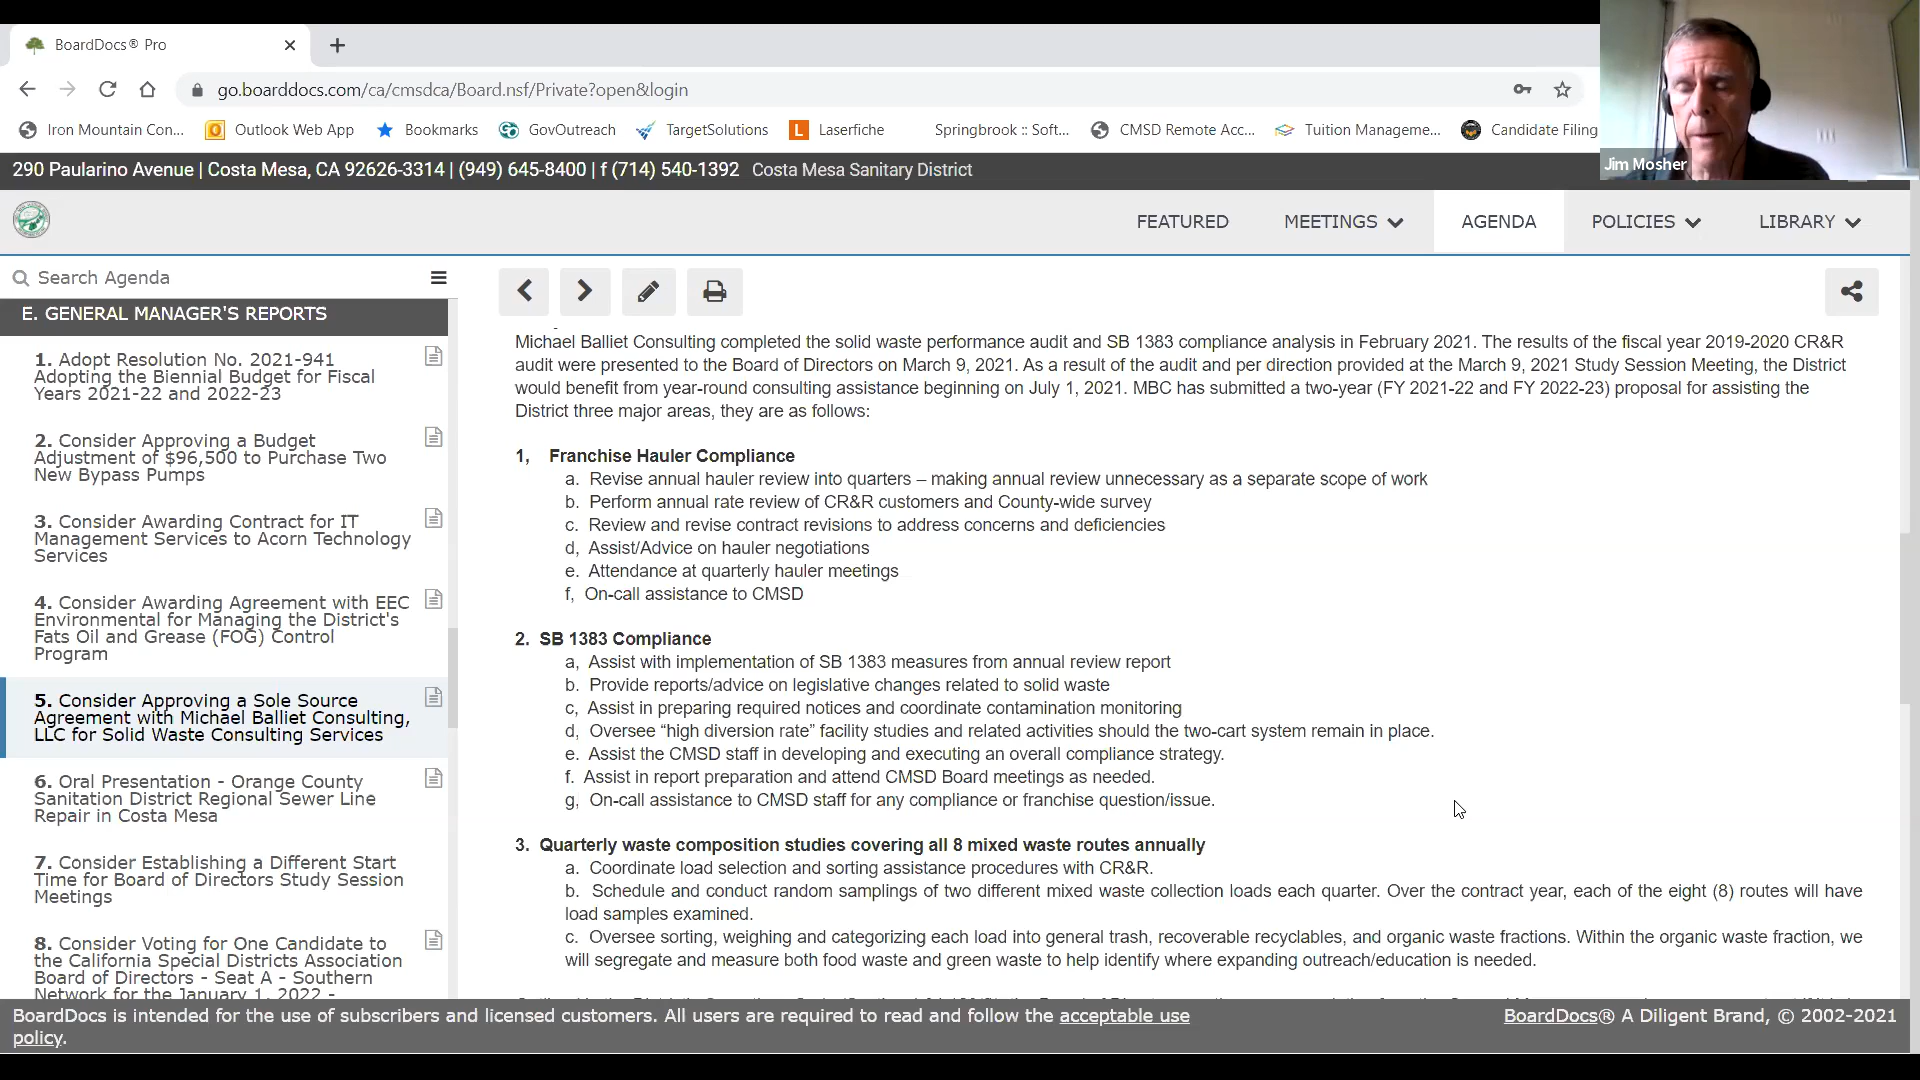 BoardDocs® Pro
go.boarddocs.com/ca/cmsdca/Board.nsf/Private?open&login
Iron Mountain Con... Outlook Web App Bookmarks GovOutreach TargetSolutions Laserfiche Springbrook :: Soft... CMSD Remote Acc... Tuition Manageme... Candidate Filing
Jim Mosher
290 Paularino Avenue | Costa Mesa, CA 92626-3314 | (949) 645-8400 | f (714) 540-1392 Costa Mesa Sanitary District
FEATURED MEETINGS AGENDA POLICIES LIBRARY
Search Agenda
E. GENERAL MANAGER'S REPORTS
1. Adopt Resolution No. 2021-941
Adopting the Biennial Budget for Fiscal
Years 2021-22 and 2022-23
2. Consider Approving a Budget
Adjustment of $96,500 to Purchase Two
New Bypass Pumps
3. Consider Awarding Contract for IT
Management Services to Acorn Technology
Services
4. Consider Awarding Agreement with EEC
Environmental for Managing the District's
Fats Oil and Grease (FOG) Control
Program
5. Consider Approving a Sole Source
Agreement with Michael Balliet Consulting,
LLC for Solid Waste Consulting Services
6. Oral Presentation - Orange County
Sanitation District Regional Sewer Line
Repair in Costa Mesa
7. Consider Establishing a Different Start
Time for Board of Directors Study Session
Meetings
8. Consider Voting for One Candidate to
the California Special Districts Association
Board of Directors - Seat A - Southern
Network for the January 1, 2022 -
Michael Balliet Consulting completed the solid waste performance audit and SB 1383 compliance analysis in February 2021. The results of the fiscal year 2019-2020 CR&R
audit were presented to the Board of Directors on March 9, 2021. As a result of the audit and per direction provided at the March 9, 2021 Study Session Meeting, the District
would benefit from year-round consulting assistance beginning on July 1, 2021. MBC has submitted a two-year (FY 2021-22 and FY 2022-23) proposal for assisting the
District three major areas, they are as follows:
1, Franchise Hauler Compliance
a. Revise annual hauler review into quarters – making annual review unnecessary as a separate scope of work
b. Perform annual rate review of CR&R customers and County-wide survey
c. Review and revise contract revisions to address concerns and deficiencies
d, Assist/Advice on hauler negotiations
e. Attendance at quarterly hauler meetings
f, On-call assistance to CMSD
2. SB 1383 Compliance
a, Assist with implementation of SB 1383 measures from annual review report
b. Provide reports/advice on legislative changes related to solid waste
c, Assist in preparing required notices and coordinate contamination monitoring
d, Oversee “high diversion rate” facility studies and related activities should the two-cart system remain in place.
e. Assist the CMSD staff in developing and executing an overall compliance strategy.
f. Assist in report preparation and attend CMSD Board meetings as needed.
g, On-call assistance to CMSD staff for any compliance or franchise question/issue.
3. Quarterly waste composition studies covering all 8 mixed waste routes annually
a. Coordinate load selection and sorting assistance procedures with CR&R.
b. Schedule and conduct random samplings of two different mixed waste collection loads each quarter. Over the contract year, each of the eight (8) routes will have
load samples examined.
c. Oversee sorting, weighing and categorizing each load into general trash, recoverable recyclables, and organic waste fractions. Within the organic waste fraction, we
will segregate and measure both food waste and green waste to help identify where expanding outreach/education is needed.
BoardDocs is intended for the use of subscribers and licensed customers. All users are required to read and follow the acceptable use
policy.
BoardDocs® A Diligent Brand, © 2002-2021